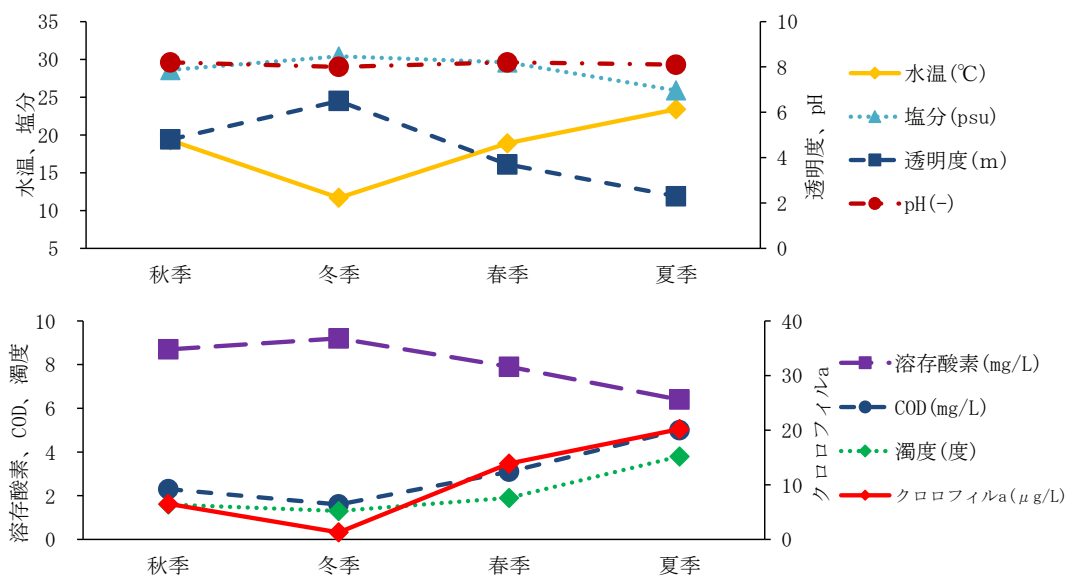 35
30
25
20
15
10
5
水温、塩分
10
8
6
4
2
0
透明度、pH
秋季
冬季
春季
夏季
水温(℃)
塩分(psu)
透明度(m)
pH(-)
10
8
6
4
2
0
溶存酸素、COD、濁度
40
30
20
10
0
クロロフィルa
秋季
冬季
春季
夏季
溶存酸素(mg/L)
COD(mg/L)
濁度(度)
クロロフィルa(μg/L)